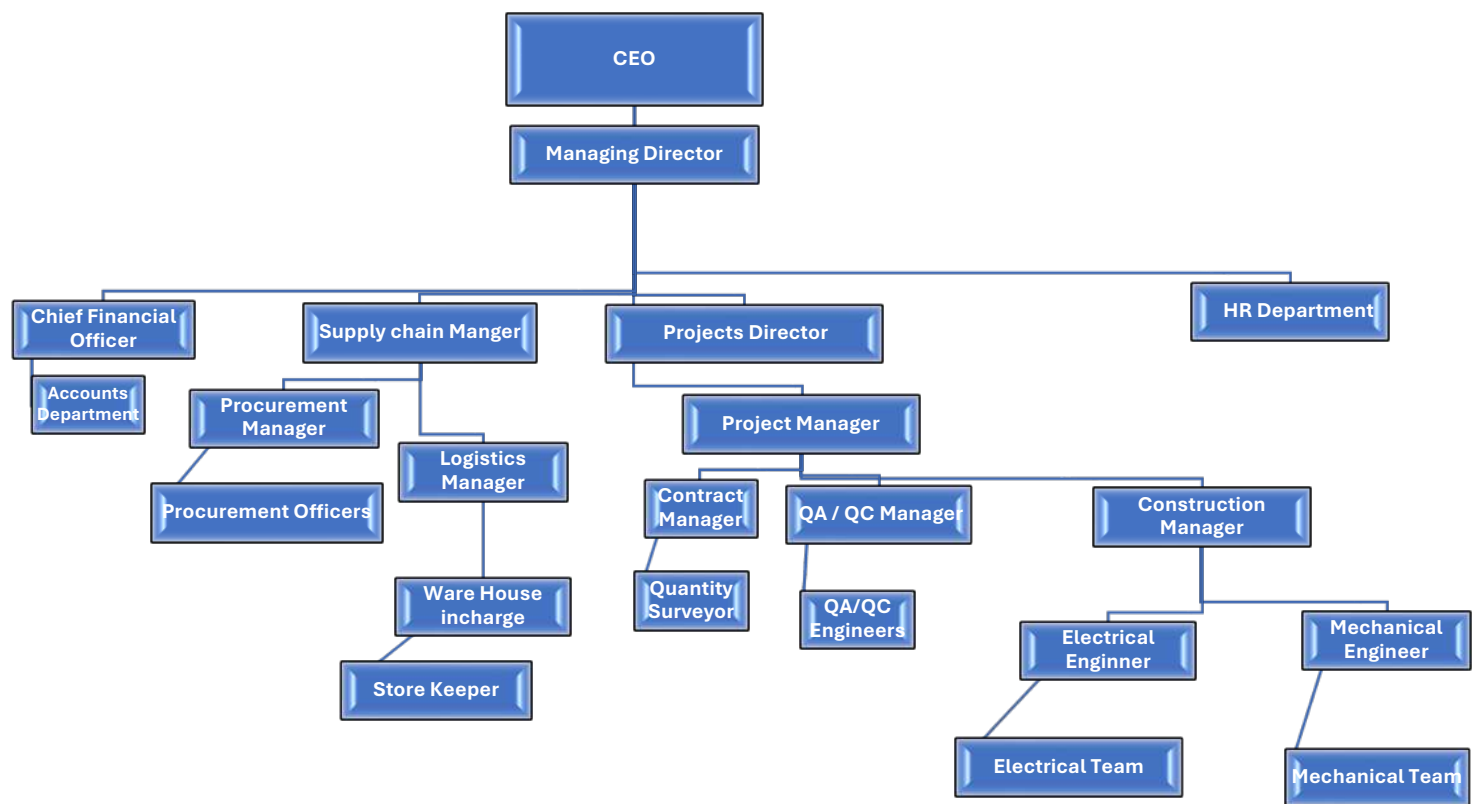 CEO
Managing Director
Chief Financial
Officer
Supply chain Manger
Projects Director
HR Department
Accounts
Department
Procurement
Manager
Project Manager
Logistics
Manager
Procurement Officers
Contract
Manager
QA / QC Manager
Construction
Manager
Ware House
incharge
Quantity
Surveyor
QA/QC
Engineers
Electrical
Enginner
Mechanical
Engineer
Store Keeper
Electrical Team
Mechanical Team